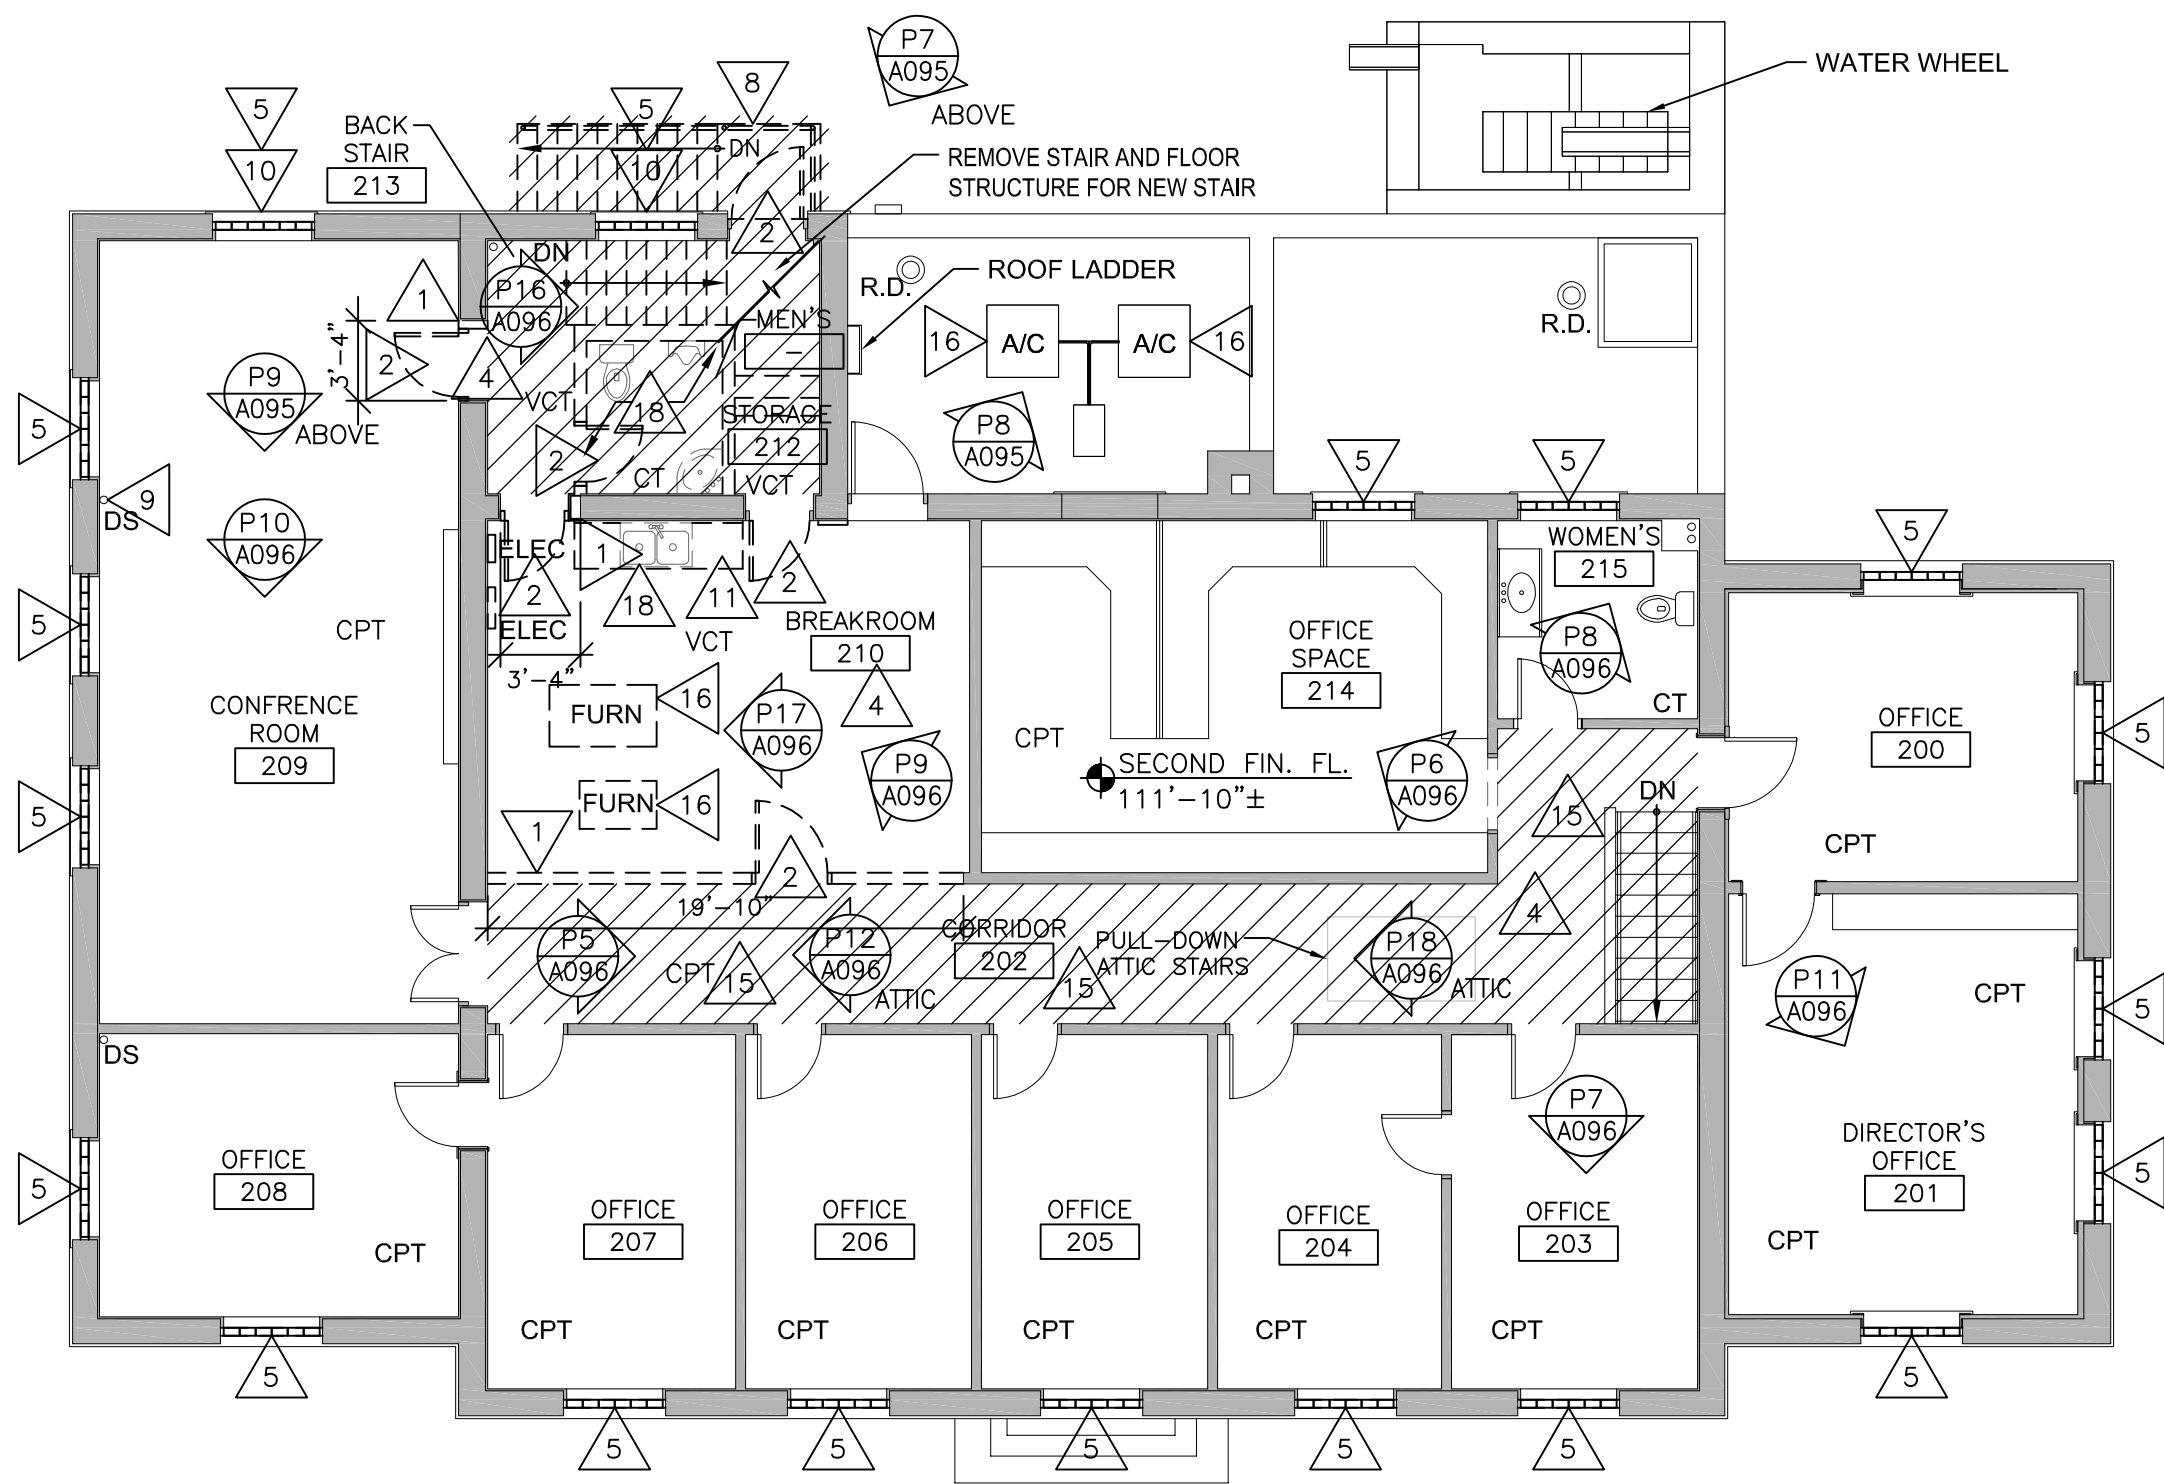 P7
A095
ABOVE
WATER WHEEL
8
5
5
10
10
BACK
STAIR
213
DN
REMOVE STAIR AND FLOOR
STRUCTURE FOR NEW STAIR
2
DN
P16
A096
1
3'-4"
2
4
VCT
MEN'S
-
18
STORAGE
212
VCT
2
CT
R.D.
ROOF LADDER
16
A/C
A/C
16
R.D.
P8
A095
P9
A095
ABOVE
5
9
DS
P10
A096
5
CPT
CONFRENCE
ROOM
209
5
ELEC
1
2
ELEC
3'-4"
18
11
2
VCT
BREAKROOM
210
4
FURN
16
P17
A096
P9
A096
FURN
16
1
2
19'-10"
5
5
OFFICE
SPACE
214
CPT
SECOND FIN. FL.
111'-10"±
P6
A096
WOMEN'S
215
P8
A096
CT
5
OFFICE
200
5
CPT
DN
15
4
P5
A096
CPT
15
P12
A096
ATTIC
CORRIDOR
202
15
PULL-DOWN
ATTIC STAIRS
P18
A096
ATTIC
P11
A096
CPT
5
DIRECTOR'S
OFFICE
201
5
CPT
5
DS
OFFICE
208
5
CPT
5
OFFICE
207
CPT
5
OFFICE
206
CPT
5
OFFICE
205
CPT
5
OFFICE
204
CPT
5
P7
A096
OFFICE
203
CPT
5